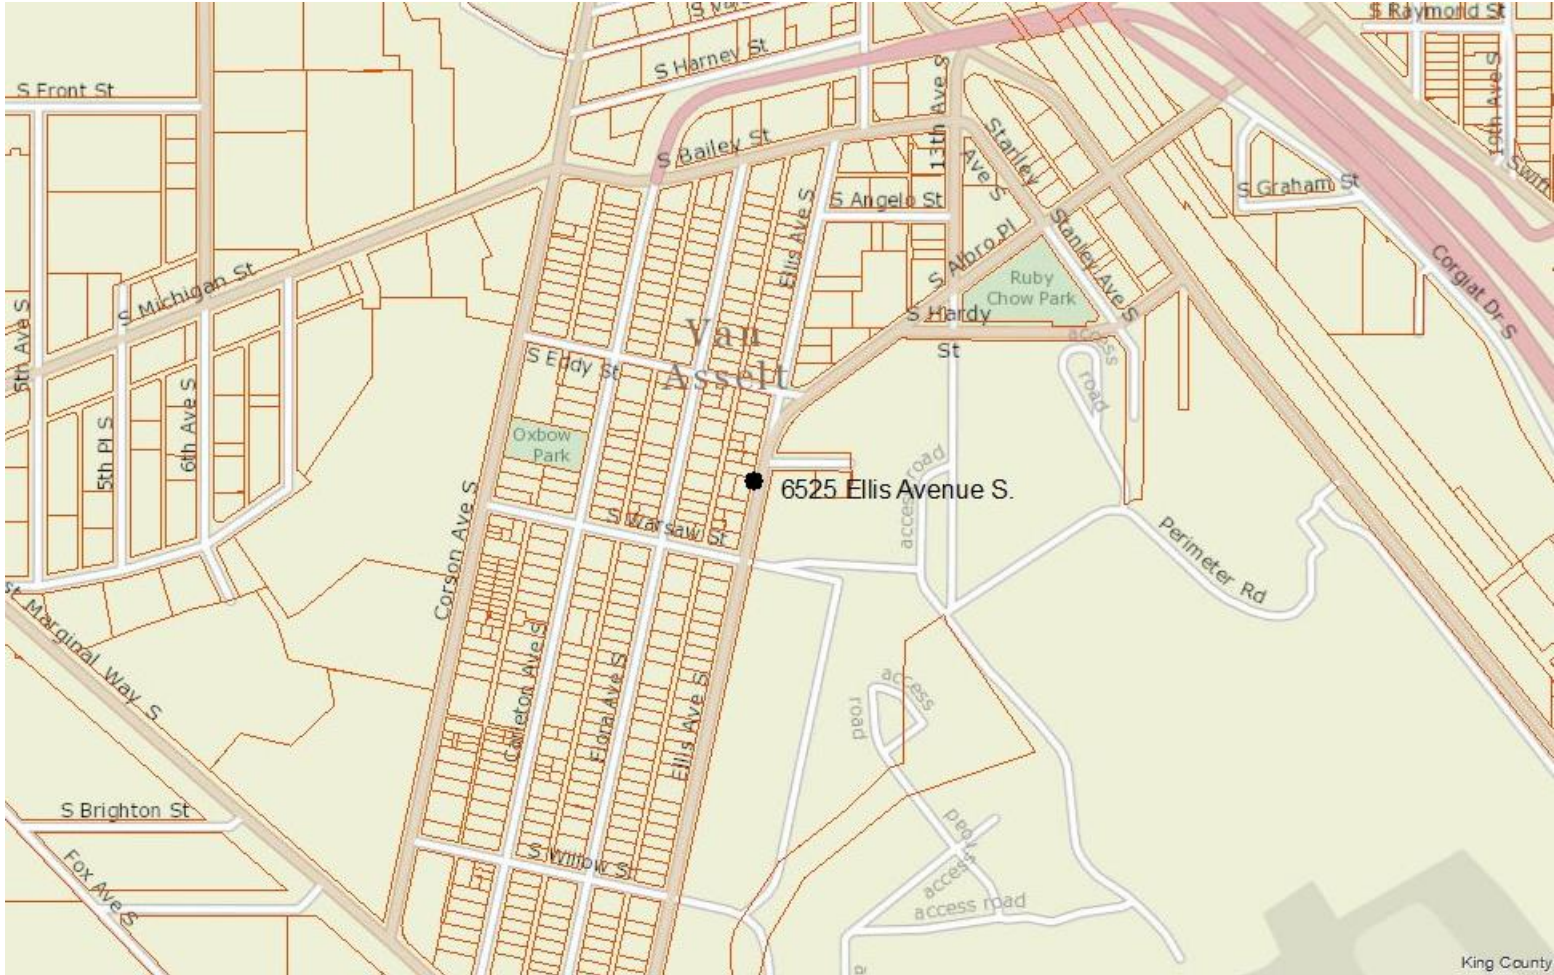 S Raymond St
S Harney St
S Front St
13th Ave S
19th Ave S
S Bailey St
Stanley
Ave S
S Swift
S Graham St
S Angelo St
Ellis Ave S
S Albro Pl
Stanley Ave S
Corgiat Dr S
Ruby
Chow Park
S Michigan St
5th Ave S
S Hardy
St
Van
Asselt
access
road
S Eddy St
6th Ave S
5th Pl S
Oxbow
Park
access road
6525 Ellis Avenue S.
access road
S Warsaw St
Perimeter Rd
Corson Ave S
st Marginal Way S
Carleton Ave S
Flora Ave S
Ellis Ave S
access
road
S Brighton St
road
access
S Willow St
Fox Ave S
access road
King County